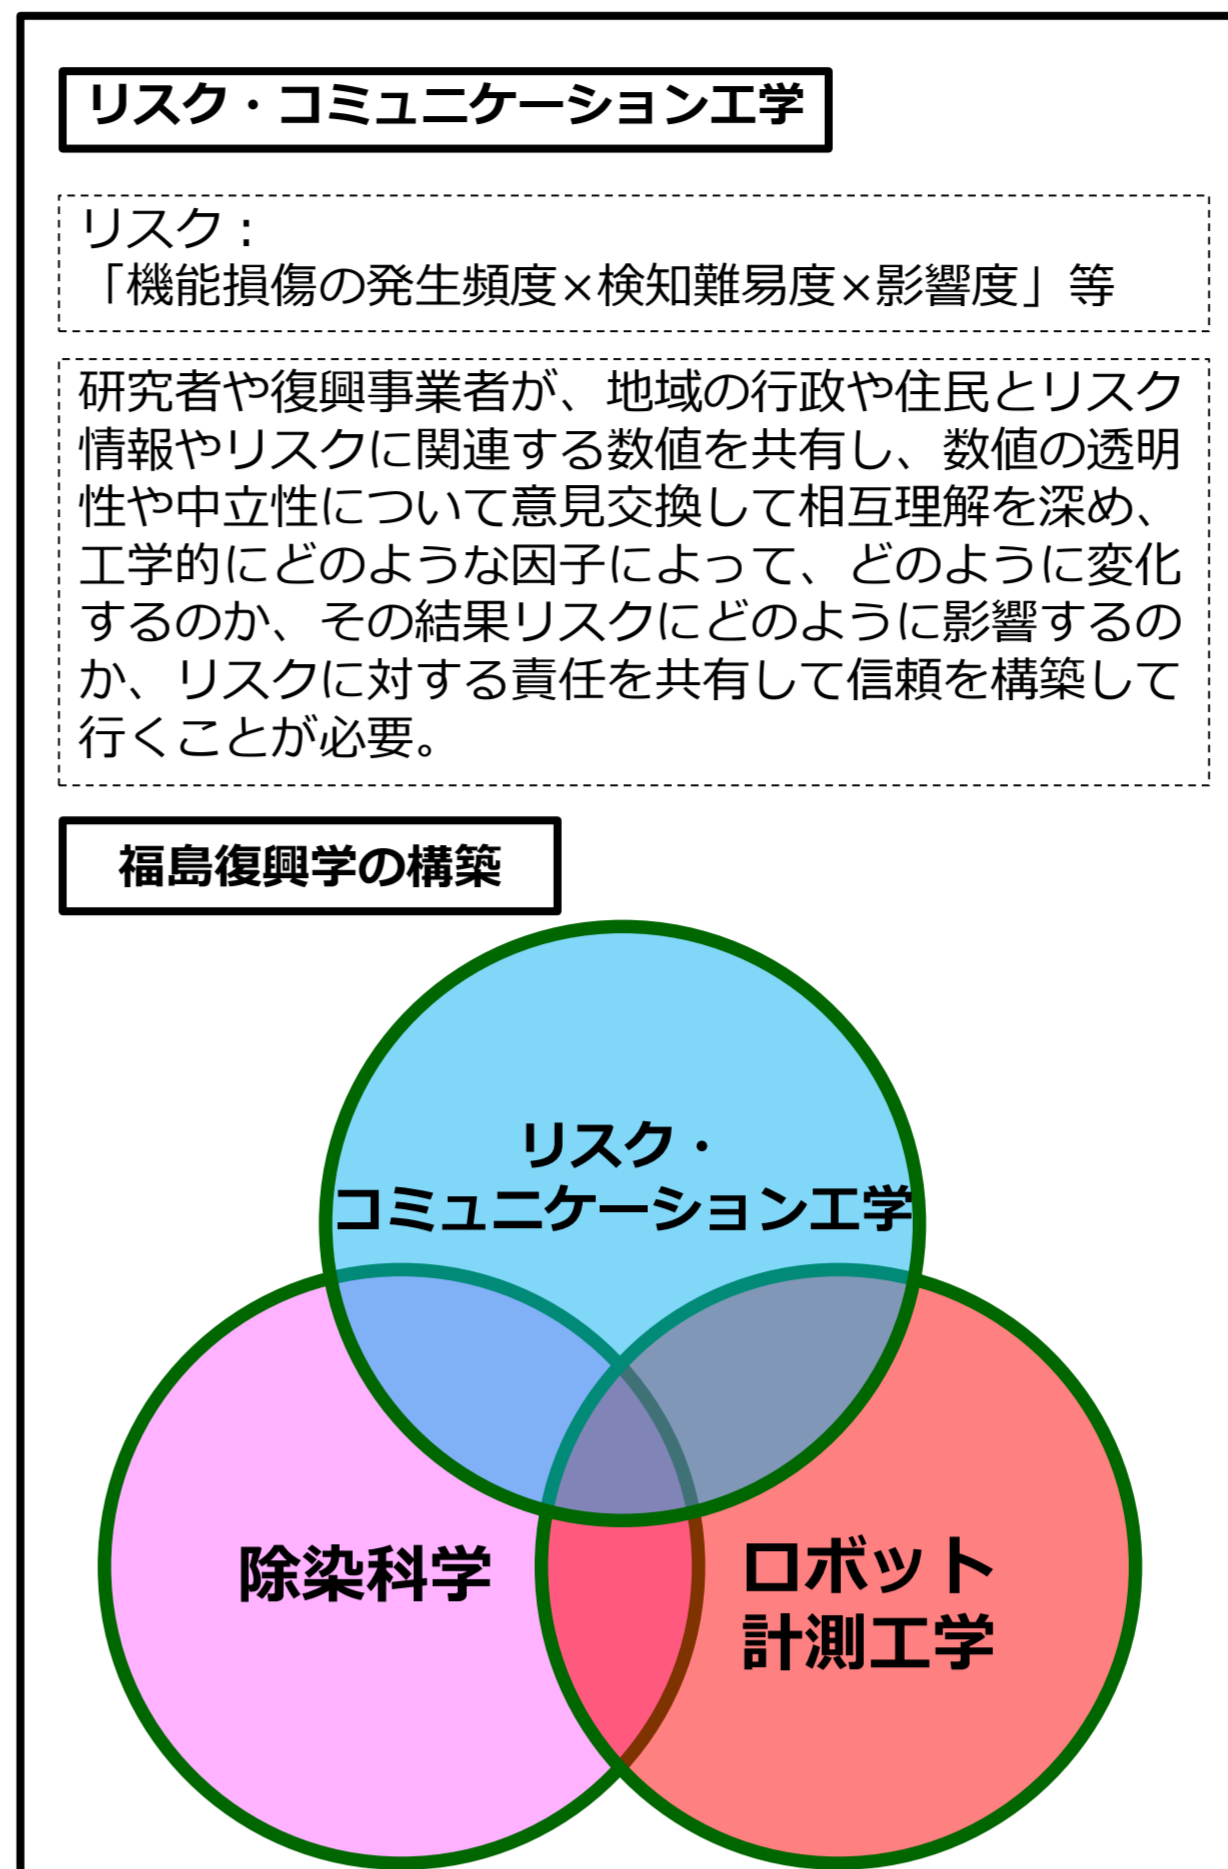 リスク・コミュニケーション工学
リスク：
「機能損傷の発生頻度×検知難易度×影響度」等
研究者や復興事業者が、地域の行政や住民とリスク
情報やリスクに関連する数値を共有し、数値の透明
性や中立性について意見交換して相互理解を深め、
工学的にどのような因子によって、どのように変化
するのか、その結果リスクにどのように影響するの
か、リスクに対する責任を共有して信頼を構築して
行くことが必要。
福島復興学の構築
リスク・
コミュニケーション工学
除染科学
ロボット
計測工学